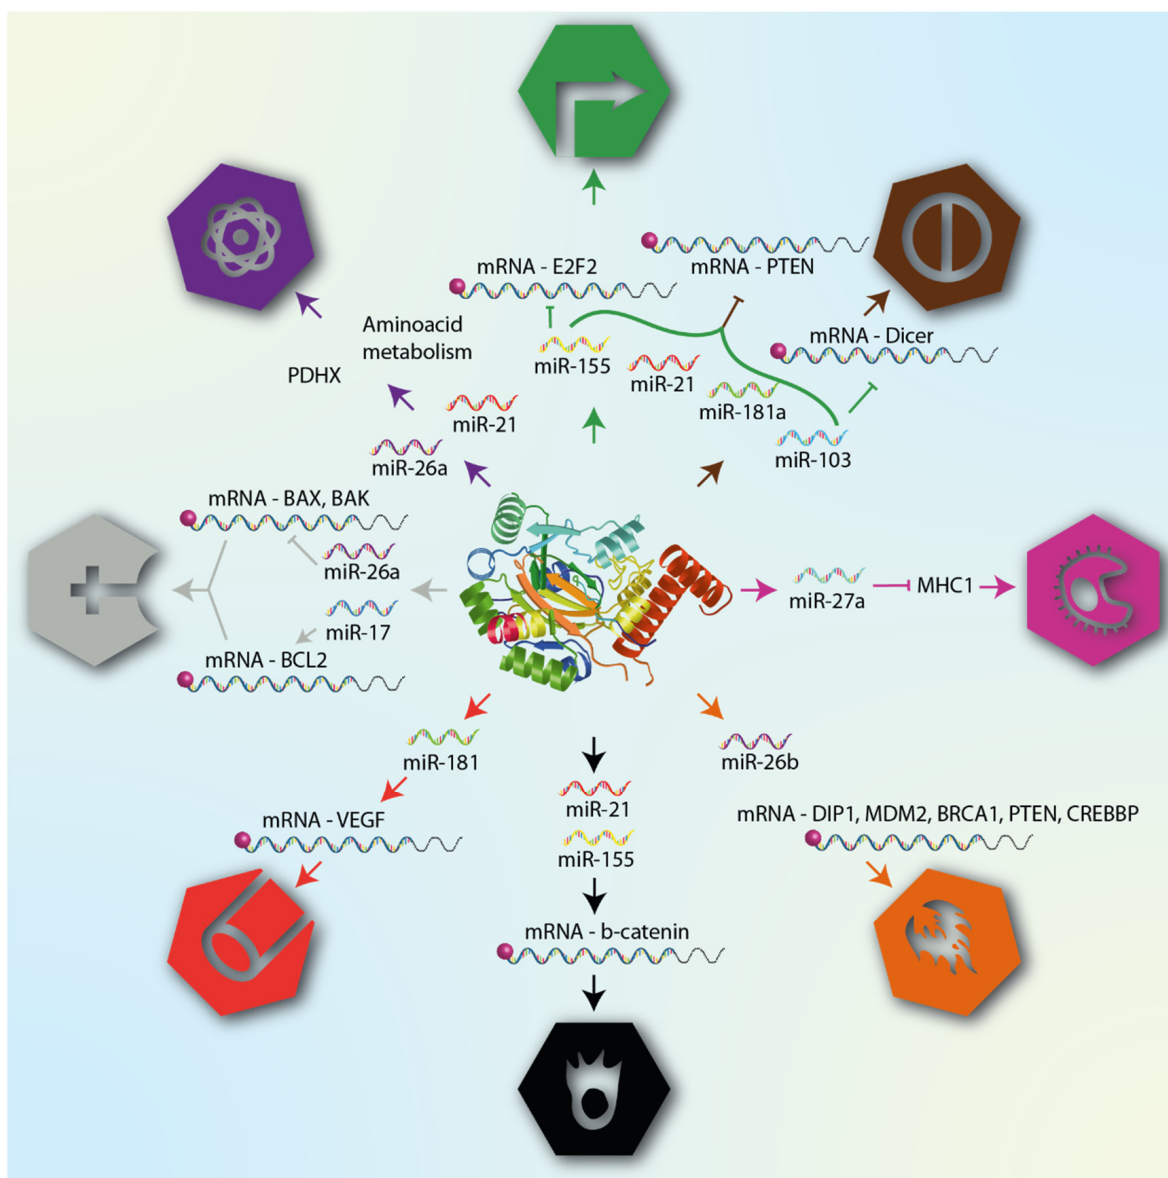 mRNA - E2F2
mRNA - PTEN
miR-155
miR-21
miR-181a
miR-103
mRNA - Dicer
Aminoacid
metabolism
PDHX
miR-21
miR-26a
mRNA - BAX, BAK
miR-26a
miR-17
mRNA - BCL2
miR-27a
MHC1
miR-181
mRNA - VEGF
miR-21
miR-155
mRNA - b-catenin
miR-26b
mRNA - DIP1, MDM2, BRCA1, PTEN, CREBBP